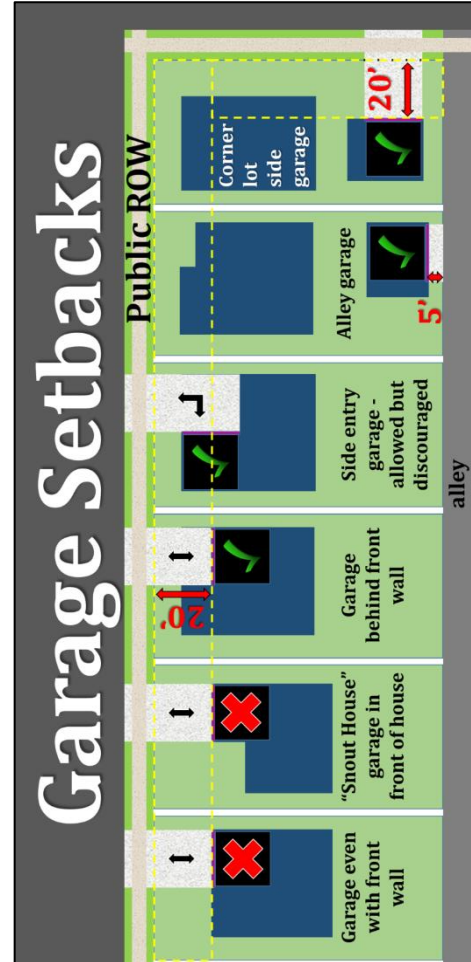 Garage Setbacks
Public ROW
Garage even
with front
wall
“Snout House”
garage in
front of house
20’
Garage
behind front
wall
Side entry
garage -
allowed but
discouraged
Alley garage
5’
Corner
lot
side
garage
20’
alley